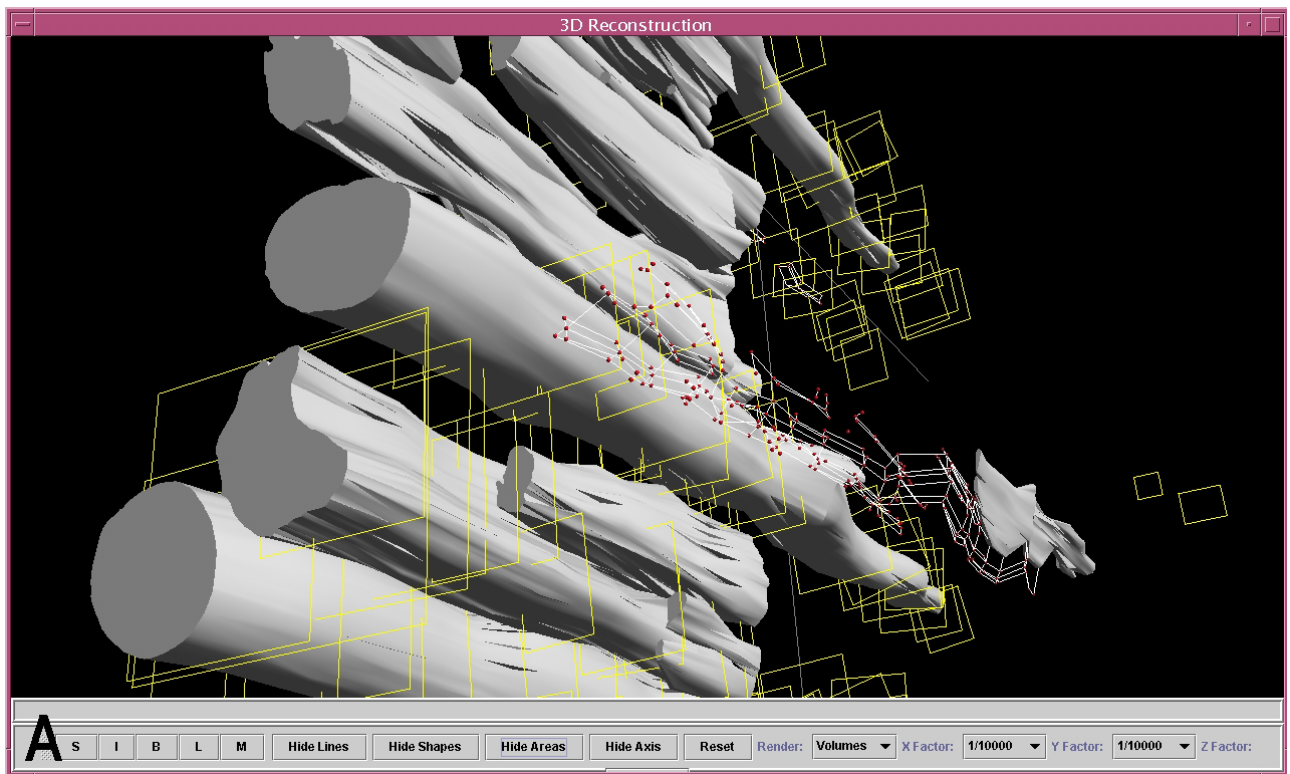 3D Reconstruction
A S I B L M Hide Lines Hide Shapes Hide Areas Hide Axis Reset Render: Volumes X Factor: 1/10000 Y Factor: 1/10000 Z Factor: